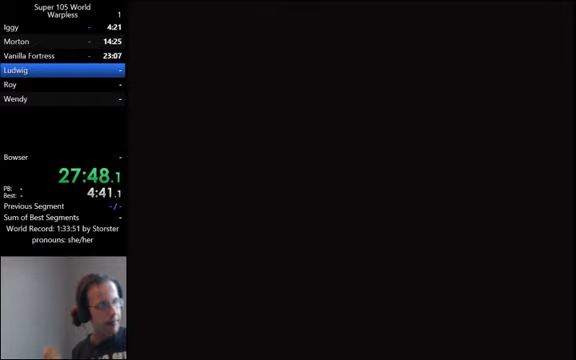 Super 105 World
Warpless 1
Iggy - 4:21
Morton - 14:25
Vanilla Fortress - 23:07
Ludwig -
Roy -
Wendy -
Bowser -
27:48.1
PB: - 4:41.1
Best: -
Previous Segment - / -
Sum of Best Segments -
World Record: 1:33:51 by Storster
pronouns: she/her